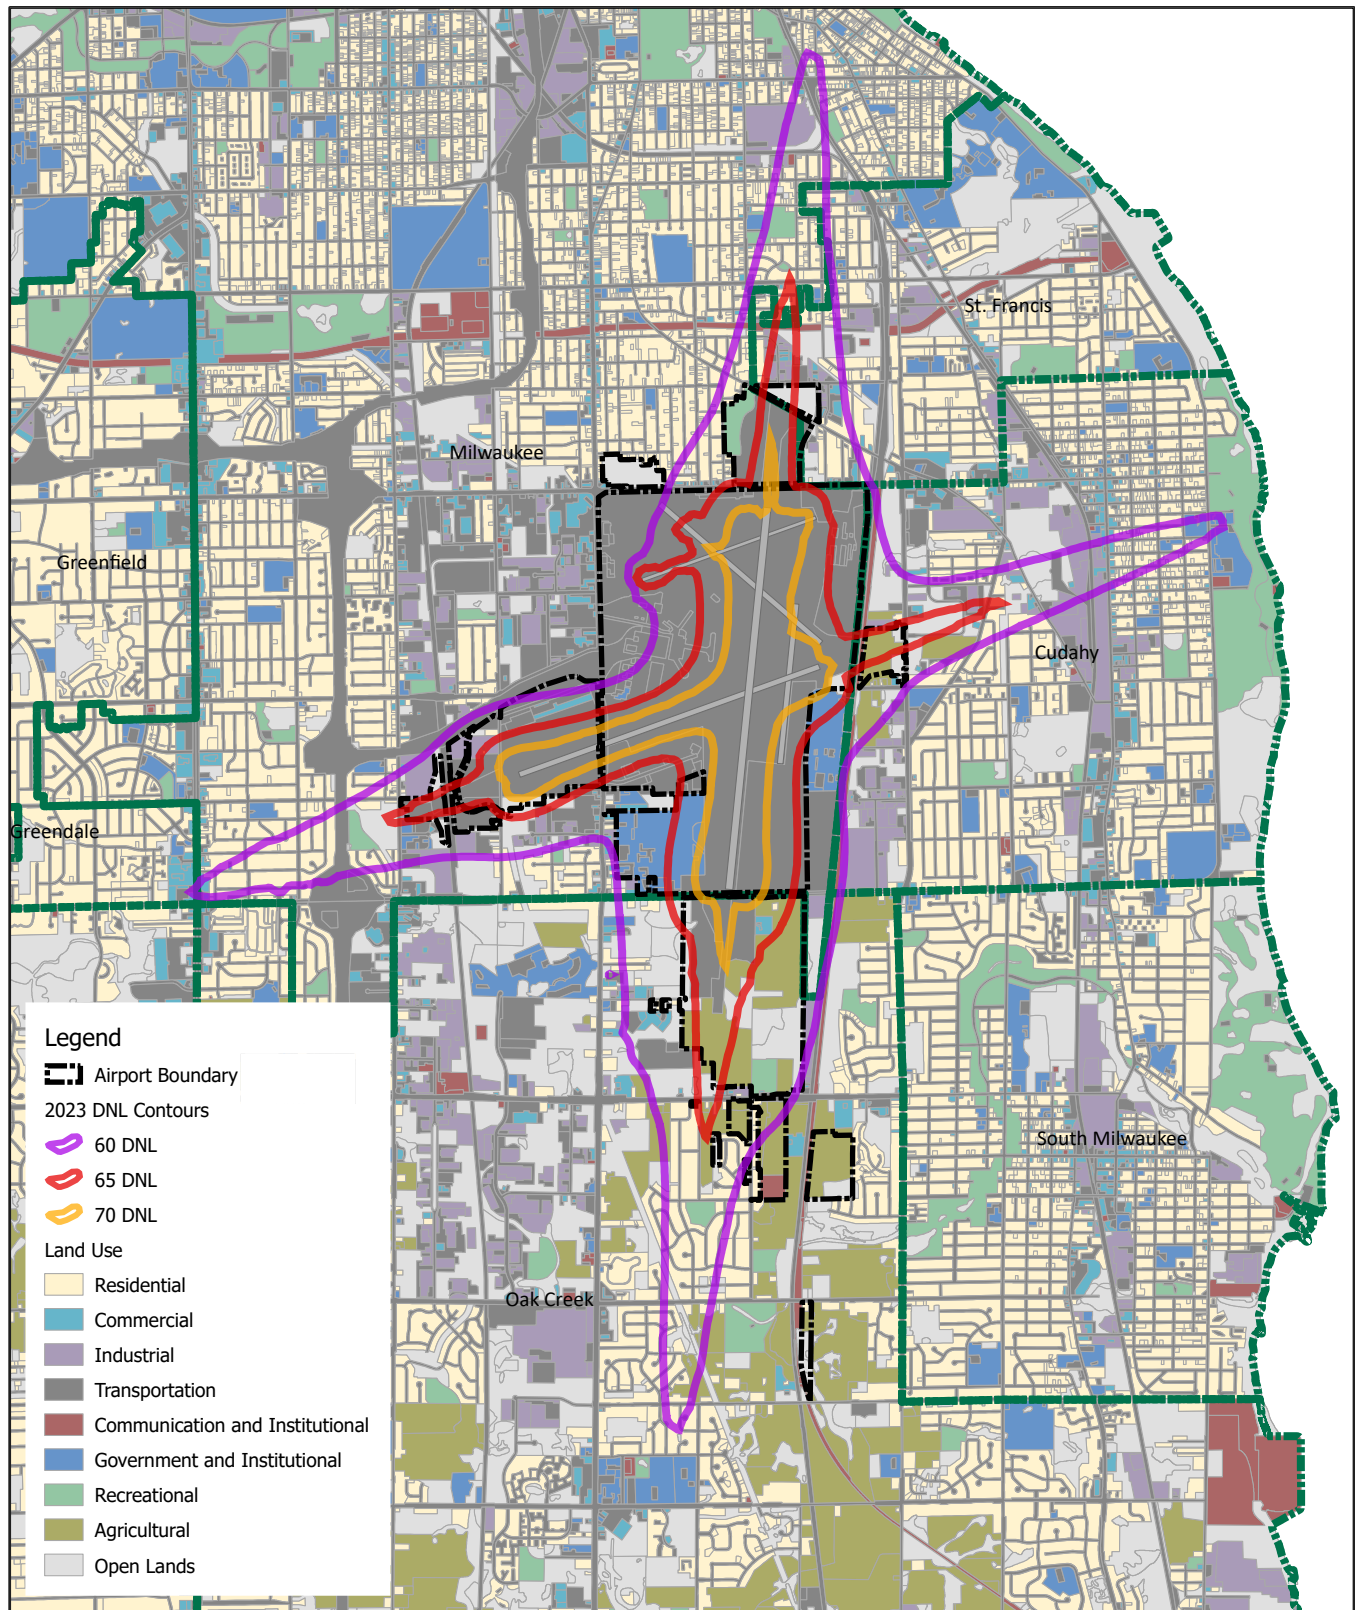 St. Francis
Milwaukee
Greenfield
Cudahy
Greendale
South Milwaukee
Oak Creek
Legend
Airport Boundary
2023 DNL Contours
60 DNL
65 DNL
70 DNL
Land Use
Residential
Commercial
Industrial
Transportation
Communication and Institutional
Government and Institutional
Recreational
Agricultural
Open Lands